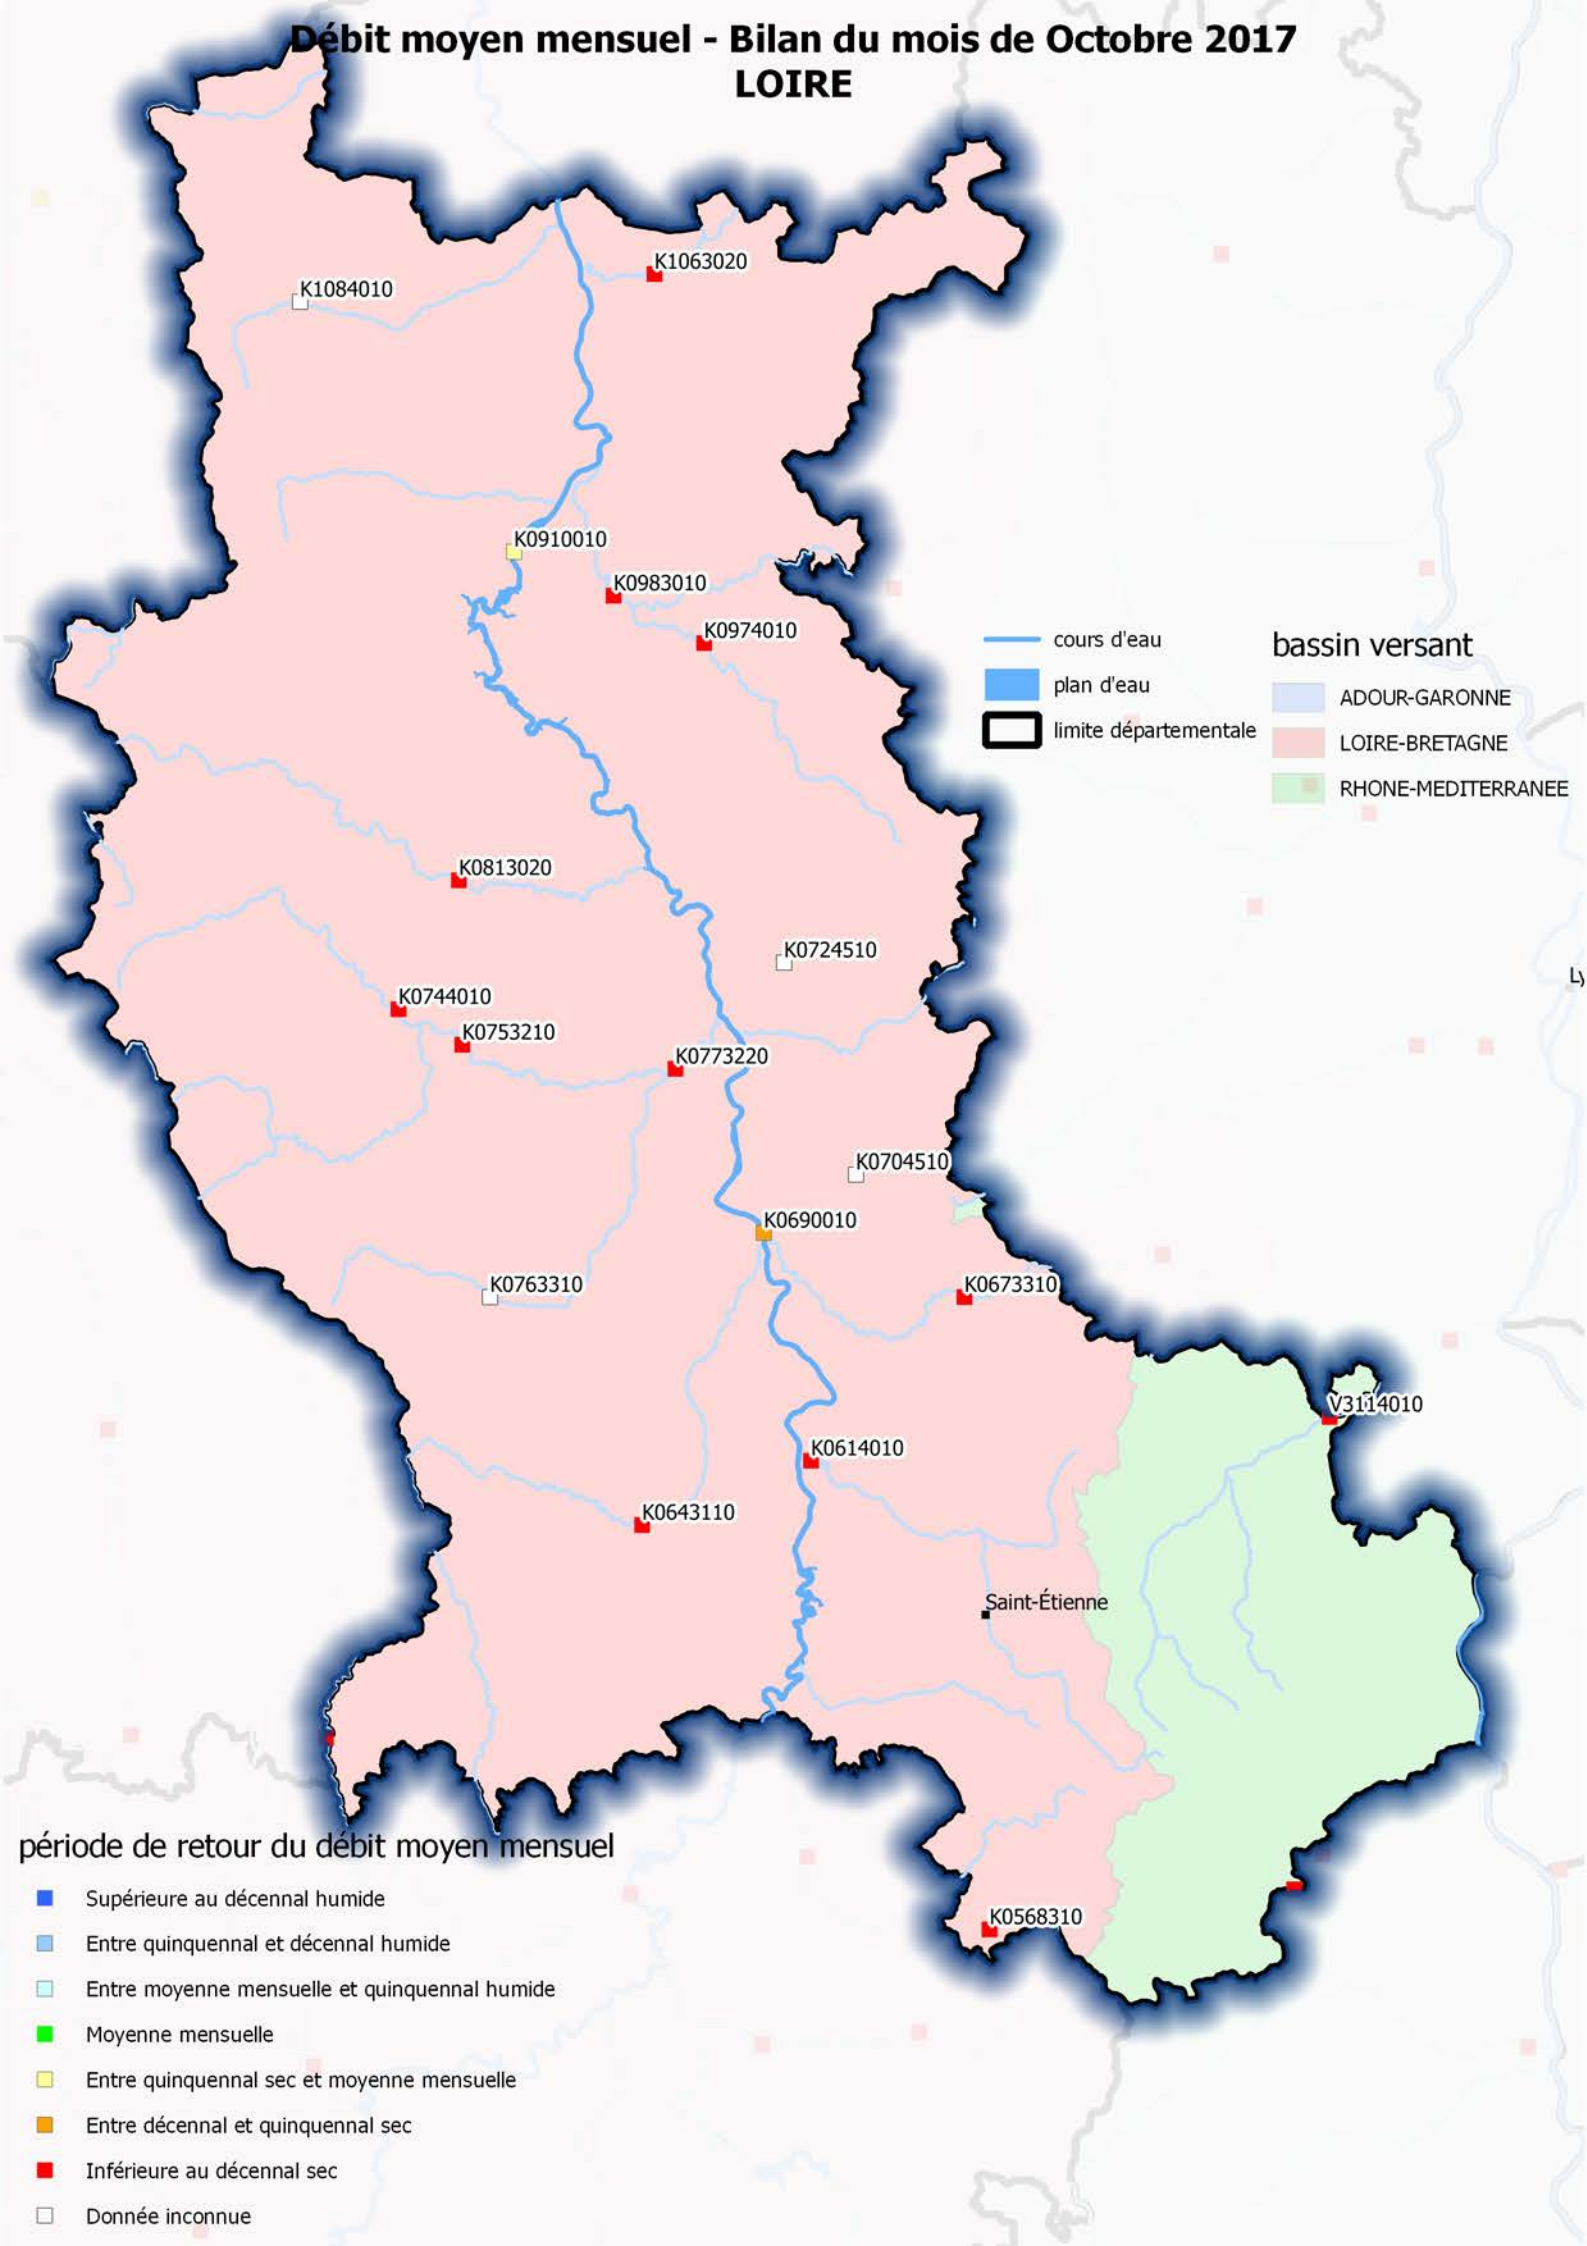 Débit moyen mensuel - Bilan du mois de Octobre 2017
LOIRE
K1063020
K1084010
K0910010
K0983010
K0974010
cours d'eau
plan d'eau
limite départementale
bassin versant
ADOUR-GARONNE
LOIRE-BRETAGNE
RHONE-MEDITERRANEE
K0813020
K0724510
Ly
K0744010
K0753210
K0773220
K0704510
K0690010
K0763310
K0673310
V3114010
K0614010
K0643110
Saint-Étienne
K0568310
période de retour du débit moyen mensuel
Supérieure au décennal humide
Entre quinquennal et décennal humide
Entre moyenne mensuelle et quinquennal humide
Moyenne mensuelle
Entre quinquennal sec et moyenne mensuelle
Entre décennal et quinquennal sec
Inférieure au décennal sec
Donnée inconnue